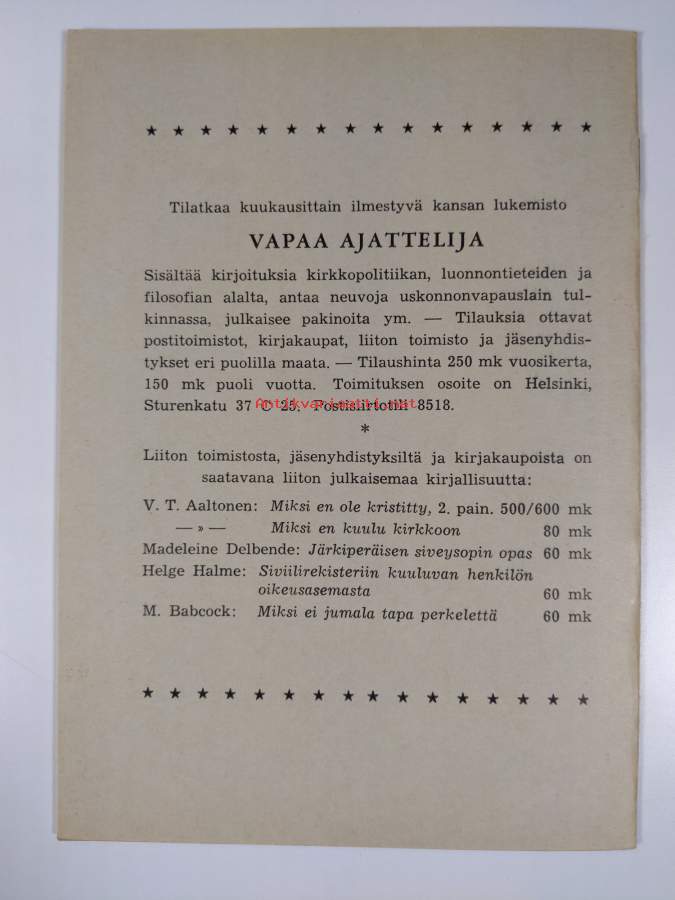 ★ ★ ★ ★ ★ ★ ★ ★ ★ ★ ★ ★ ★ ★ ★ ★
Tilatkaa kuukausittain ilmestyvä kansan lukemisto
VAPAA AJATTELIJA
Sisältää kirjoituksia kirkkopolitiikan, luonnontieteiden ja
filosofian alalta, antaa neuvoja uskonnonvapauslain tul-
kinnassa, julkaisee pakinoita ym. — Tilauksia ottavat
postitoimistot, kirjakaupat, liiton toimisto ja jäsenyhdis-
tykset eri puolilla maata. — Tilaushinta 250 mk vuosikerta,
150 mk puoli vuotta. Toimituksen osoite on Helsinki,
Sturenkatu 37 C 25. Postisiirtotili 8518.
Antikvariaatti.net
*
Liiton toimistosta, jäsenyhdistyksiltä ja kirjakaupoista on
saatavana liiton julkaisemaa kirjallisuutta:
V. T. Aaltonen: Miksi en ole kristitty, 2. pain. 500/600 mk
— » — Miksi en kuulu kirkkoon 80 mk
Madeleine Delbende: Järkiperäisen siveysopin opas 60 mk
Helge Halme: Siviilirekisteriin kuuluvan henkilön
oikeusasemasta 60 mk
M. Babcock: Miksi ei jumala tapa perkelettä 60 mk
★ ★ ★ ★ ★ ★ ★ ★ ★ ★ ★ ★ ★ ★ ★ ★